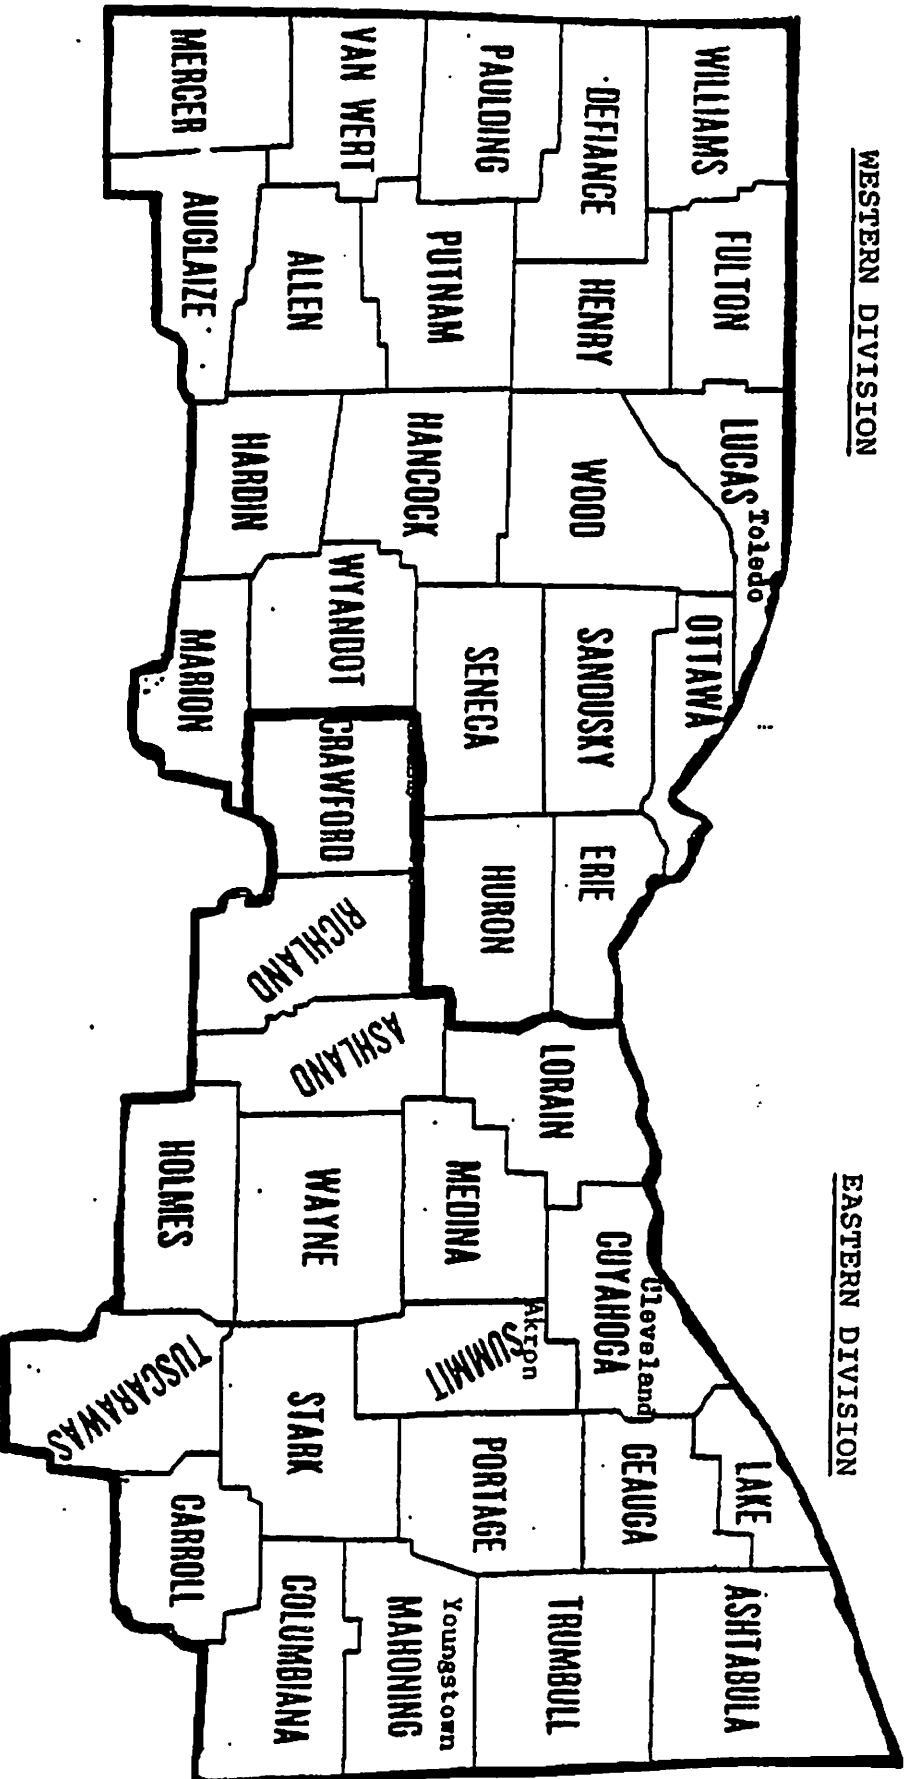 WESTERN DIVISION
EASTERN DIVISION
WILLIAMS
FULTON
LUCAS
Toledo
OTTAWA
DEFIANCE
HENRY
WOOD
SANDUSKY
ERIE
PAULDING
PUTNAM
HANCOCK
SENECA
HURON
VAN WERT
ALLEN
HARDIN
WYANDOT
CRAWFORD
MERCER
AUGLAIZE
MARION
RICHLAND
ASHLAND
LORAIN
MEDINA
WAYNE
HOLMES
CUYAHOGA
Cleveland
SUMMIT
Akron
STARK
TUSCARAWAS
LAKE
GEAUGA
PORTAGE
CARROLL
ASHTABULA
TRUMBULL
Youngstown
MAHONING
COLUMBIANA